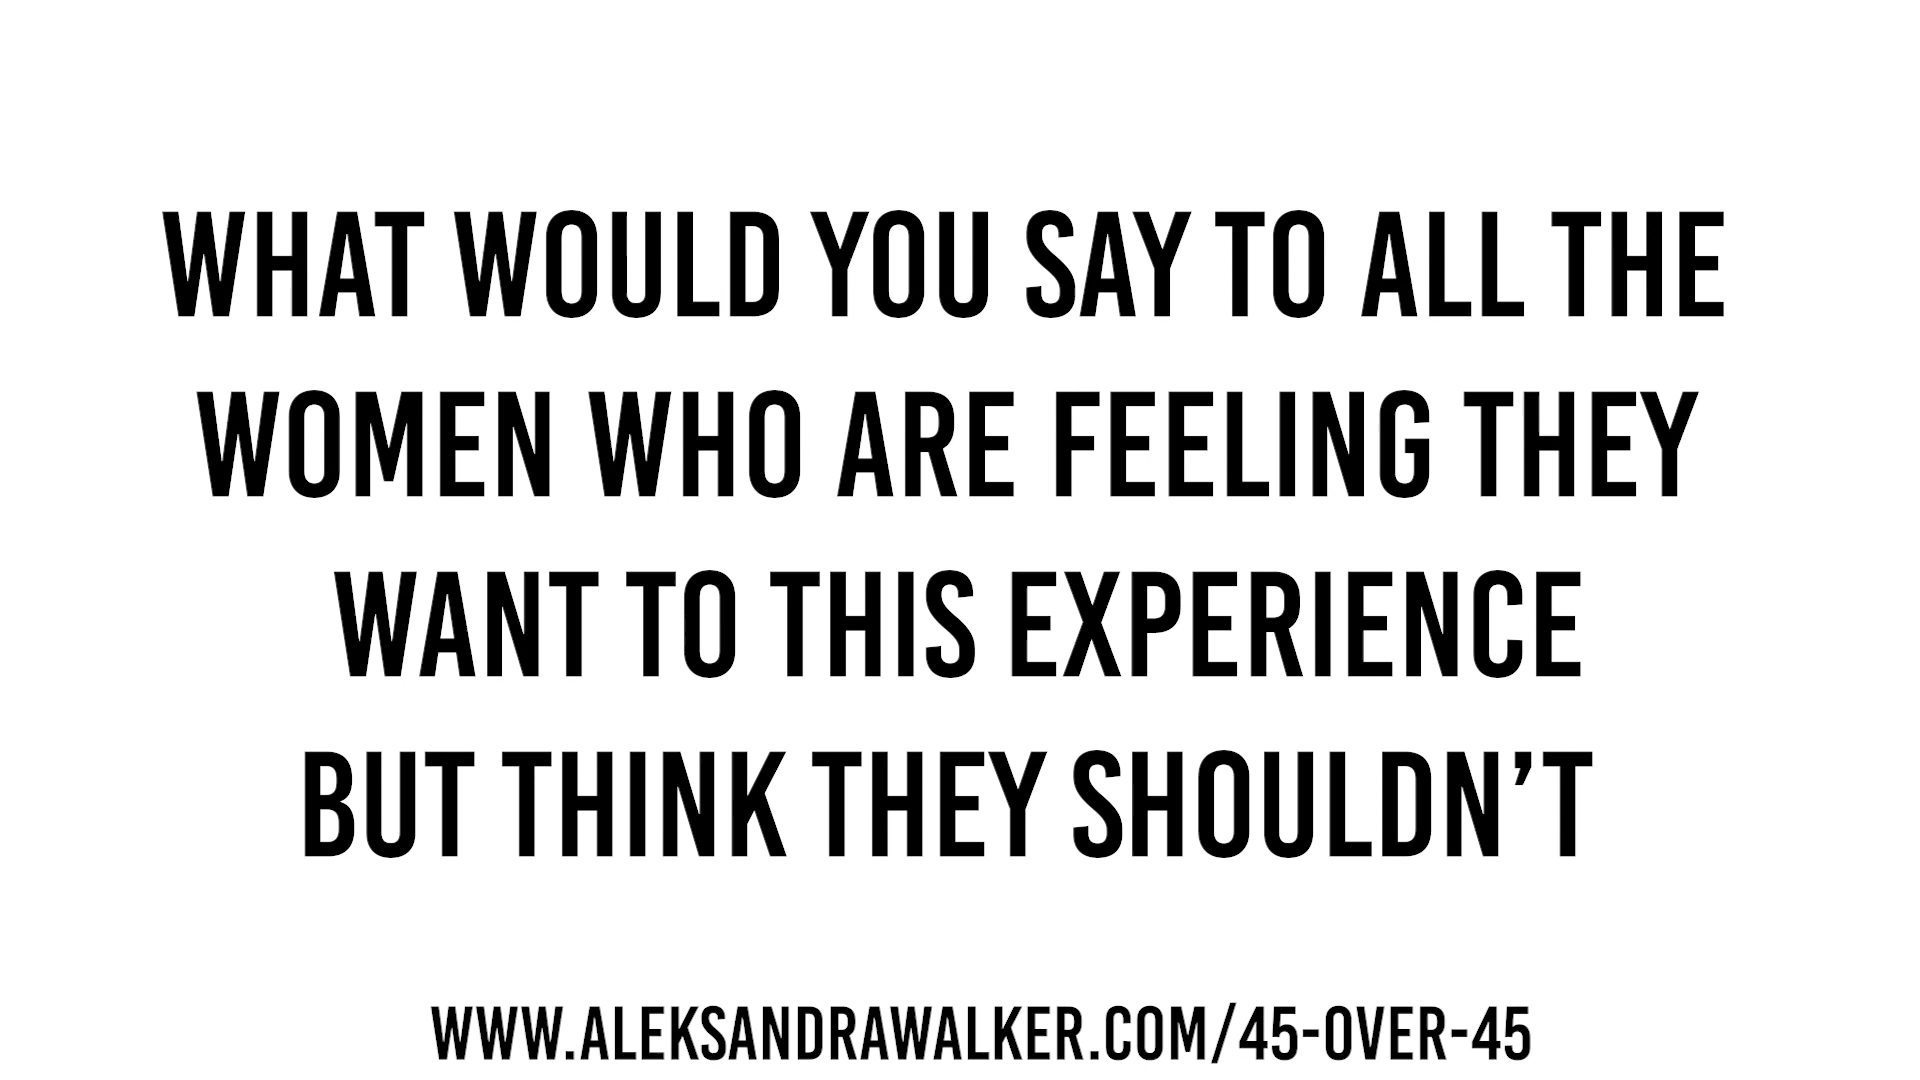 WHAT WOULD YOU SAY TO ALL THE
WOMEN WHO ARE FEELING THEY
WANT TO THIS EXPERIENCE
BUT THINK THEY SHOULDN’T
WWW.ALEKSANDRAWALKER.COM/45-OVER-45